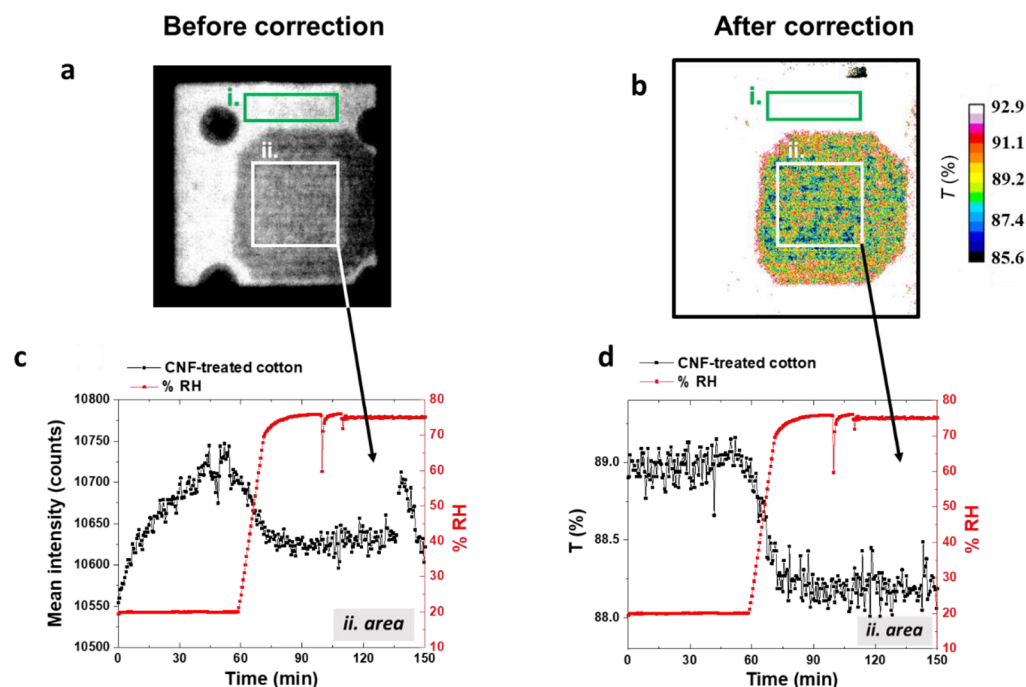 Before correction
After correction
a
i.
ii.
b
i.
ii.
92.9
91.1
89.2
87.4
85.6
T (%)
c
CNF-treated cotton
% RH
10800
10750
10700
10650
10600
10550
10500
Mean intensity (counts)
80
70
60
50
40
30
20
10
% RH
ii. area
0 30 60 90 120 150
Time (min)
d
CNF-treated cotton
% RH
89.0
88.5
88.0
T (%)
80
70
60
50
40
30
20
10
% RH
ii. area
0 30 60 90 120 150
Time (min)